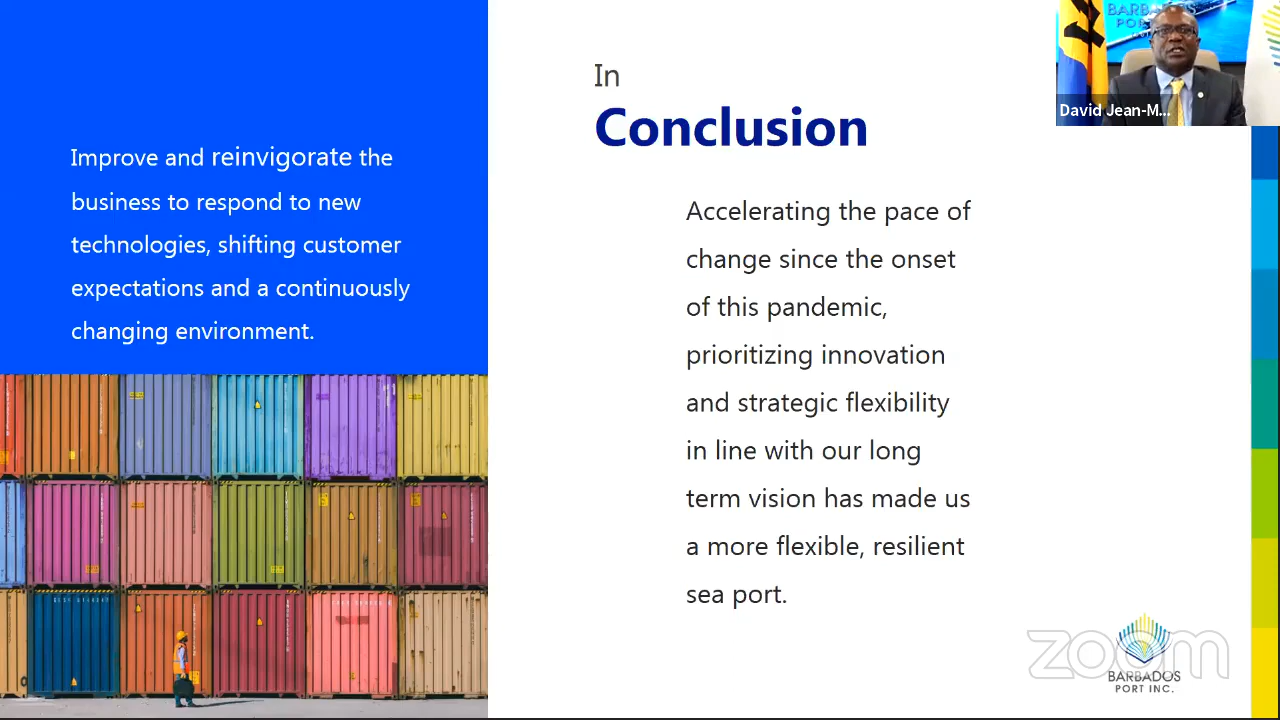 Improve and reinvigorate the
business to respond to new
technologies, shifting customer
expectations and a continuously
changing environment.
In
Conclusion
Accelerating the pace of
change since the onset
of this pandemic,
prioritizing innovation
and strategic flexibility
in line with our long
term vision has made us
a more flexible, resilient
sea port.
BARBADOS
PORT
David Jean-M...
zoom
BARBADOS
PORT INC.